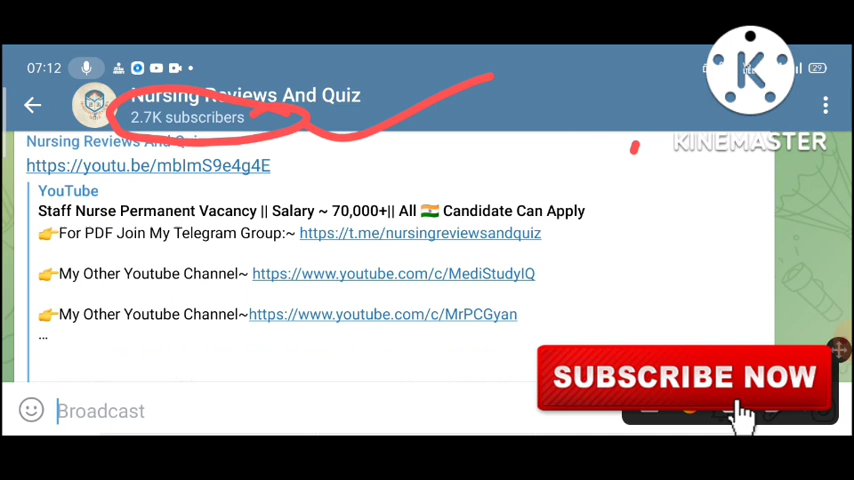 07:12
29
Nursing Reviews And Quiz
2.7K subscribers
K
KINEMASTER
Nursing Reviews And Quiz
https://youtu.be/mbImS9e4g4E
YouTube
Staff Nurse Permanent Vacancy || Salary ~ 70,000+|| All 🇮🇳 Candidate Can Apply
👉For PDF Join My Telegram Group:~ https://t.me/nursingreviewsandquiz
👉My Other Youtube Channel~ https://www.youtube.com/c/MediStudyIQ
👉My Other Youtube Channel~https://www.youtube.com/c/MrPCGyan
...
SUBSCRIBE NOW
Broadcast